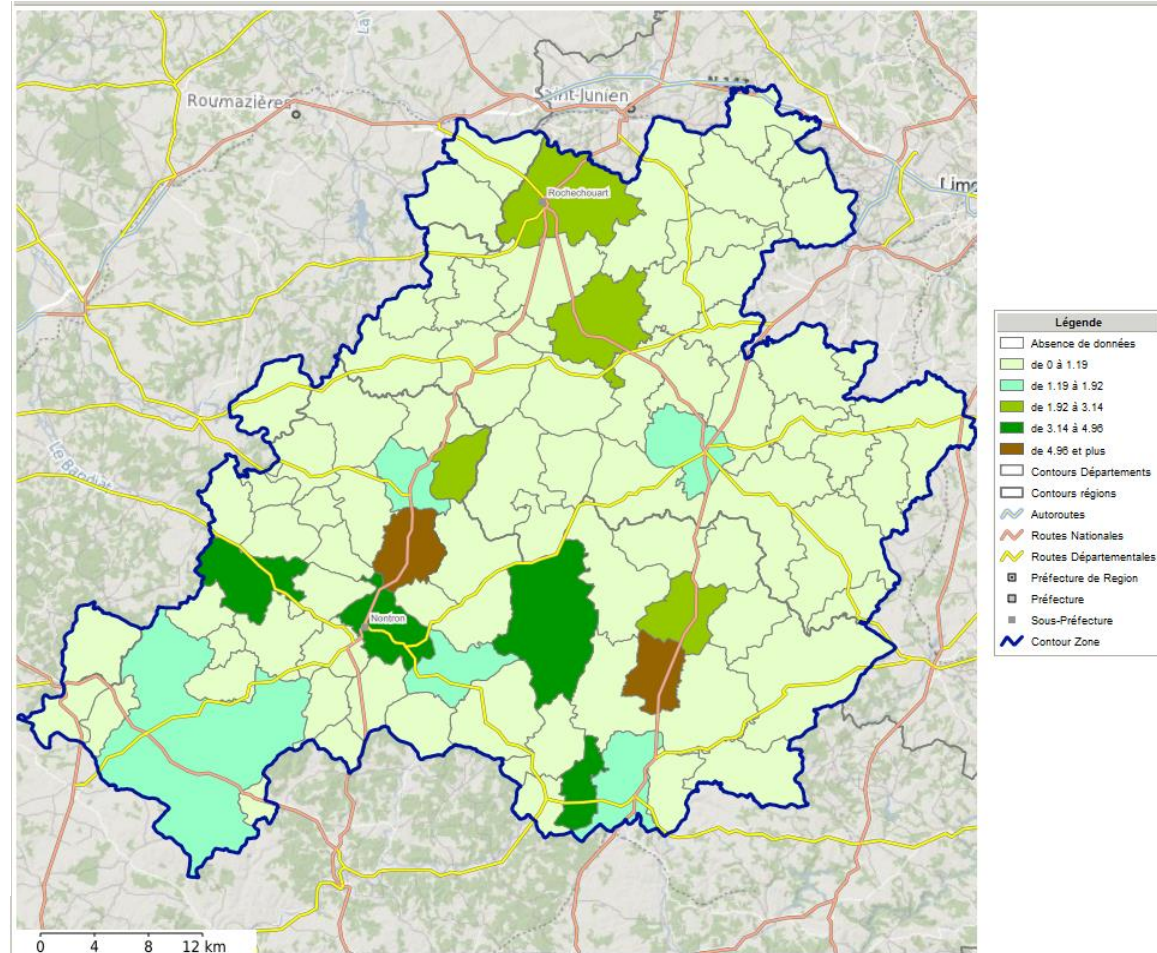 Roumazières
Saint-Junien
Rochechouart
Limo
Le Bandiat
Nontron
0 4 8 12 km
Légende
Absence de données
de 0 à 1.19
de 1.19 à 1.92
de 1.92 à 3.14
de 3.14 à 4.96
de 4.96 et plus
Contours Départements
Contours régions
Autoroutes
Routes Nationales
Routes Départementales
Préfecture de Region
Préfecture
Sous-Préfecture
Contour Zone